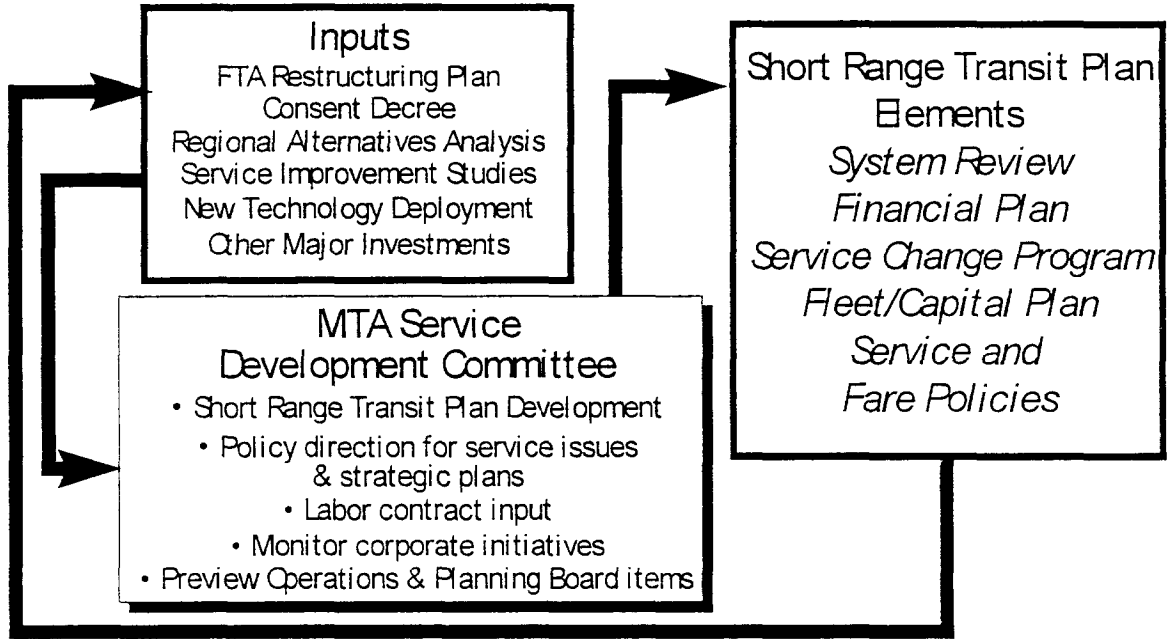 Inputs
FTA Restructuring Plan
Consent Decree
Regional Alternatives Analysis
Service Improvement Studies
New Technology Deployment
Other Major Investments
MTA Service
Development Committee
• Short Range Transit Plan Development
• Policy direction for service issues
& strategic plans
• Labor contract input
• Monitor corporate initiatives
• Preview Operations & Planning Board items
Short Range Transit Plan
Elements
System Review
Financial Plan
Service Change Program
Fleet/Capital Plan
Service and
Fare Policies